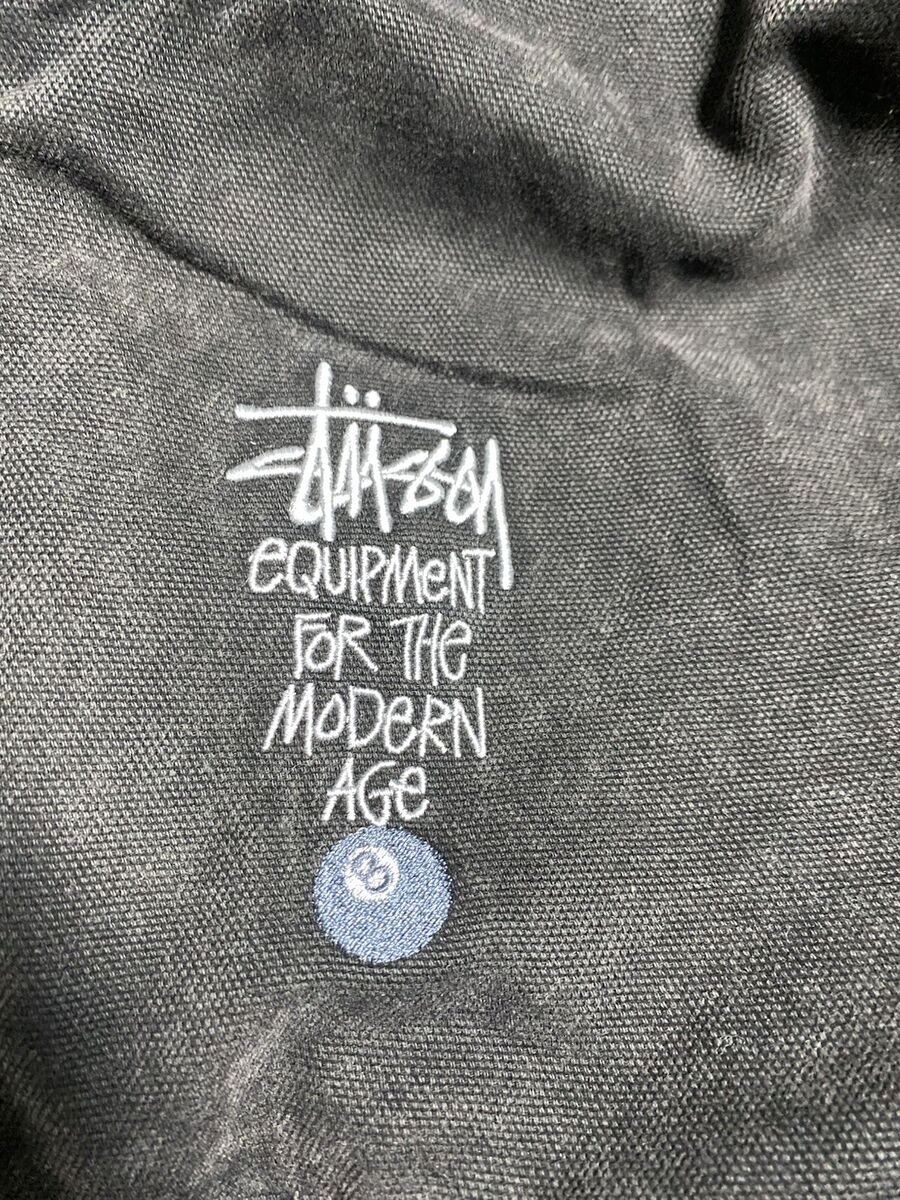 Stüssy
eQUIPMeNT
FOR THe
MODeRN
AGe
8